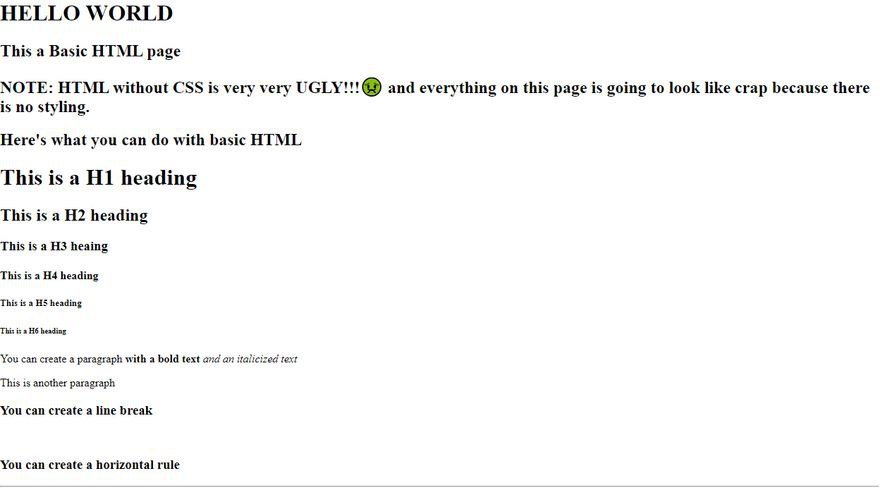 HELLO WORLD
This a Basic HTML page
NOTE: HTML without CSS is very very UGLY!!!🤢 and everything on this page is going to look like crap because there
is no styling.
Here's what you can do with basic HTML
This is a H1 heading
This is a H2 heading
This is a H3 heaing
This is a H4 heading
This is a H5 heading
This is a H6 heading
You can create a paragraph with a bold text and an italicized text
This is another paragraph
You can create a line break
You can create a horizontal rule